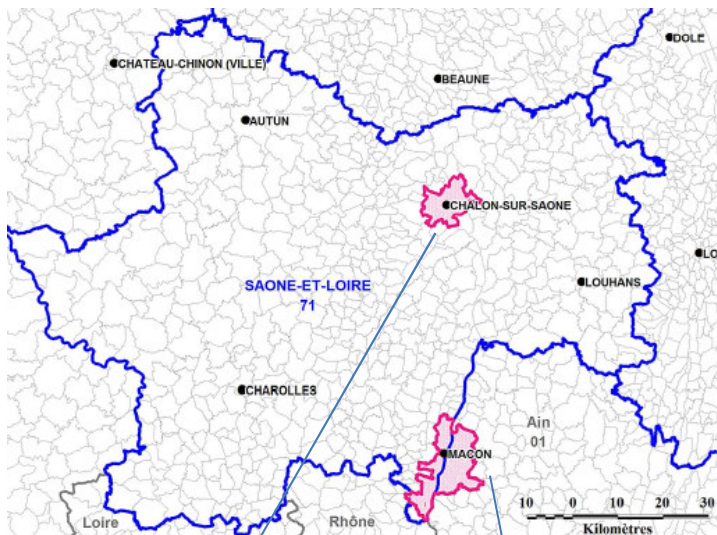 DOLE
CHATEAU-CHINON (VILLE)
BEAUNE
AUTUN
CHALON-SUR-SAONE
LO
SAONE-ET-LOIRE
71
LOUHANS
CHAROLLES
Ain
01
MACON
10 0 10 20 30
Kilomètres
Loire
Rhône